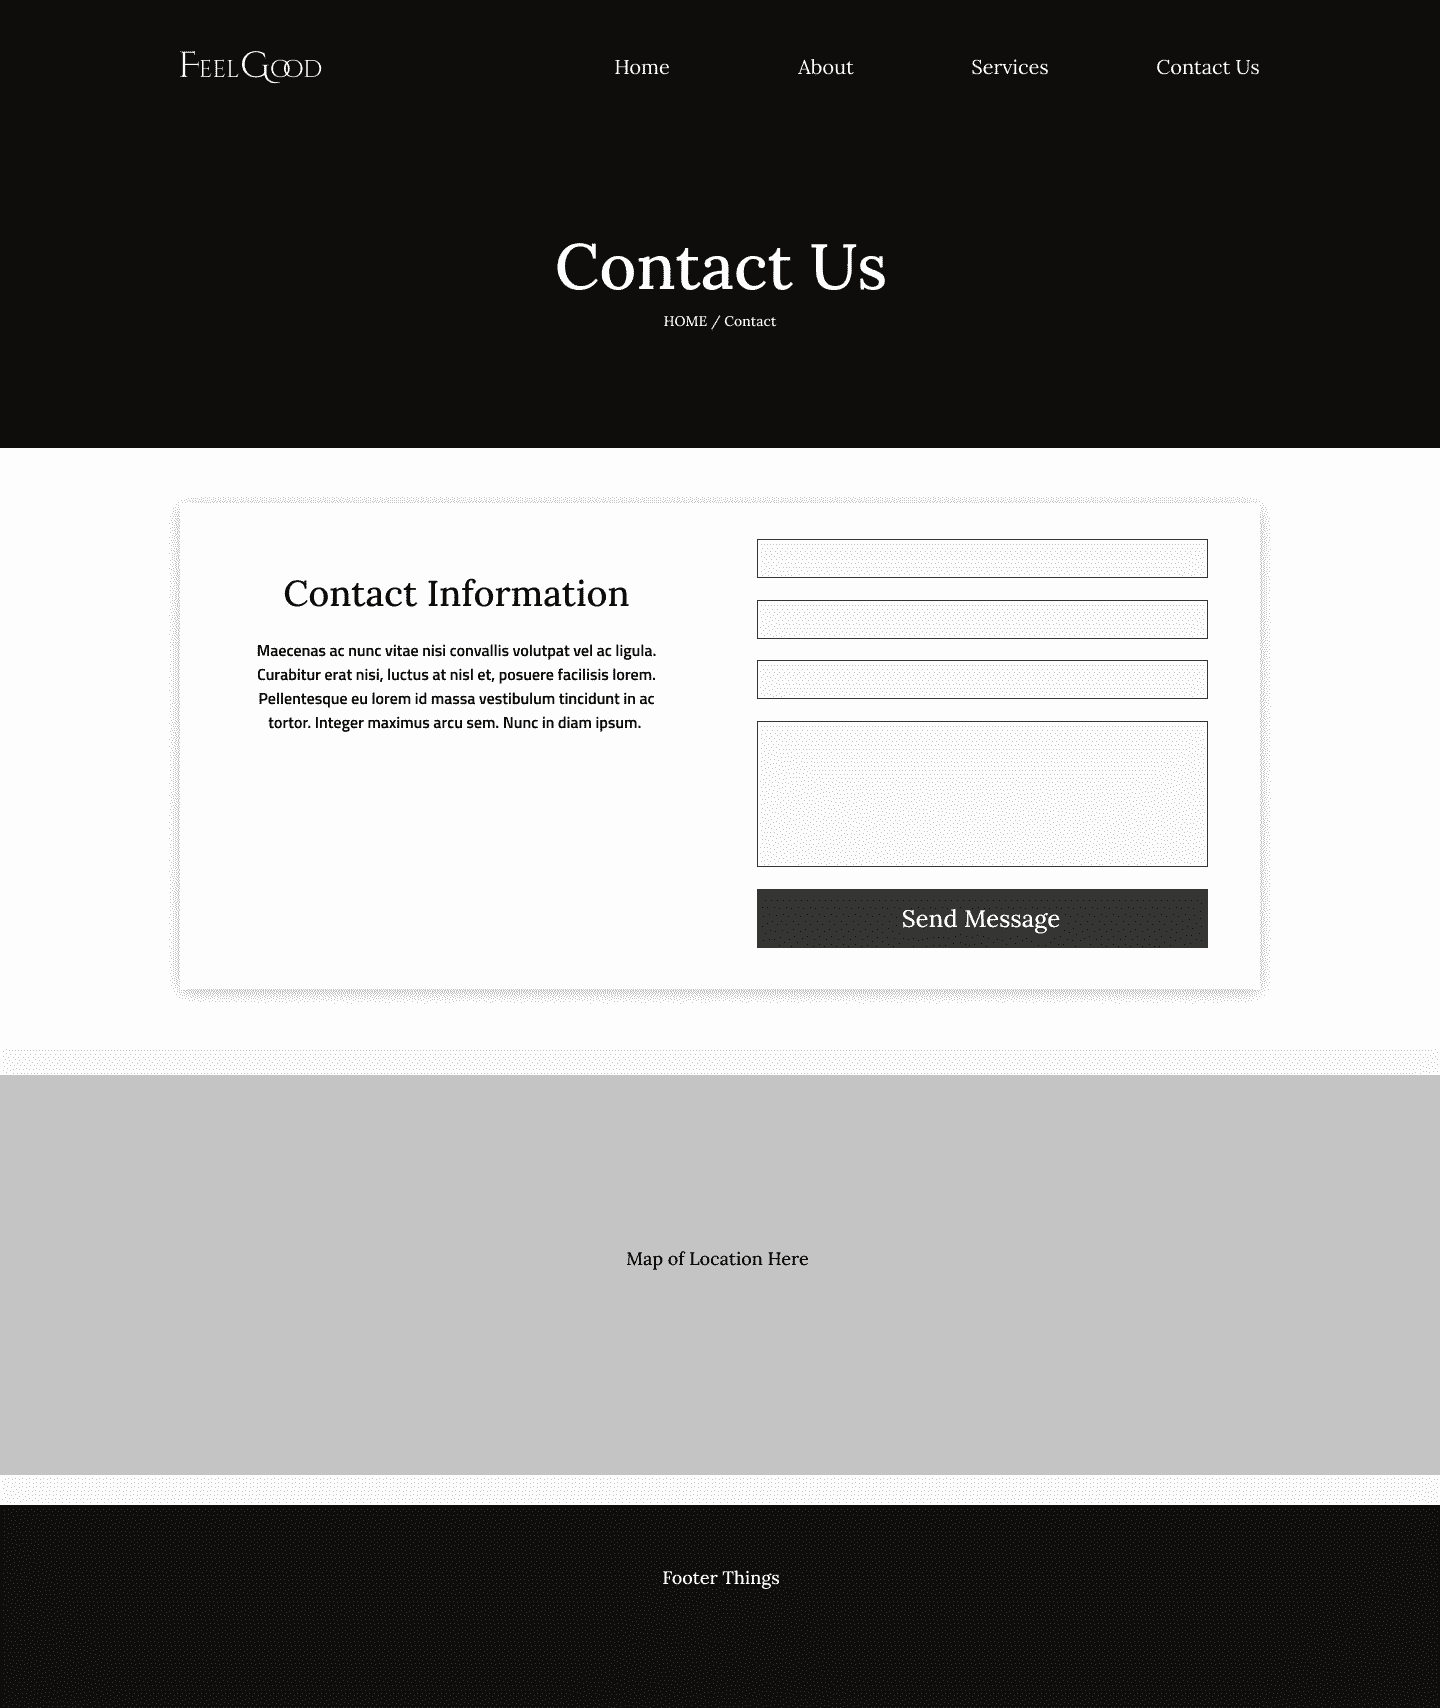 FEELGOOD
Home About Services Contact Us
Contact Us
HOME / Contact
Contact Information
Maecenas ac nunc vitae nisi convallis volutpat vel ac ligula.
Curabitur erat nisi, luctus at nisl et, posuere facilisis lorem.
Pellentesque eu lorem id massa vestibulum tincidunt in ac
tortor. Integer maximus arcu sem. Nunc in diam ipsum.
Send Message
Map of Location Here
Footer Things